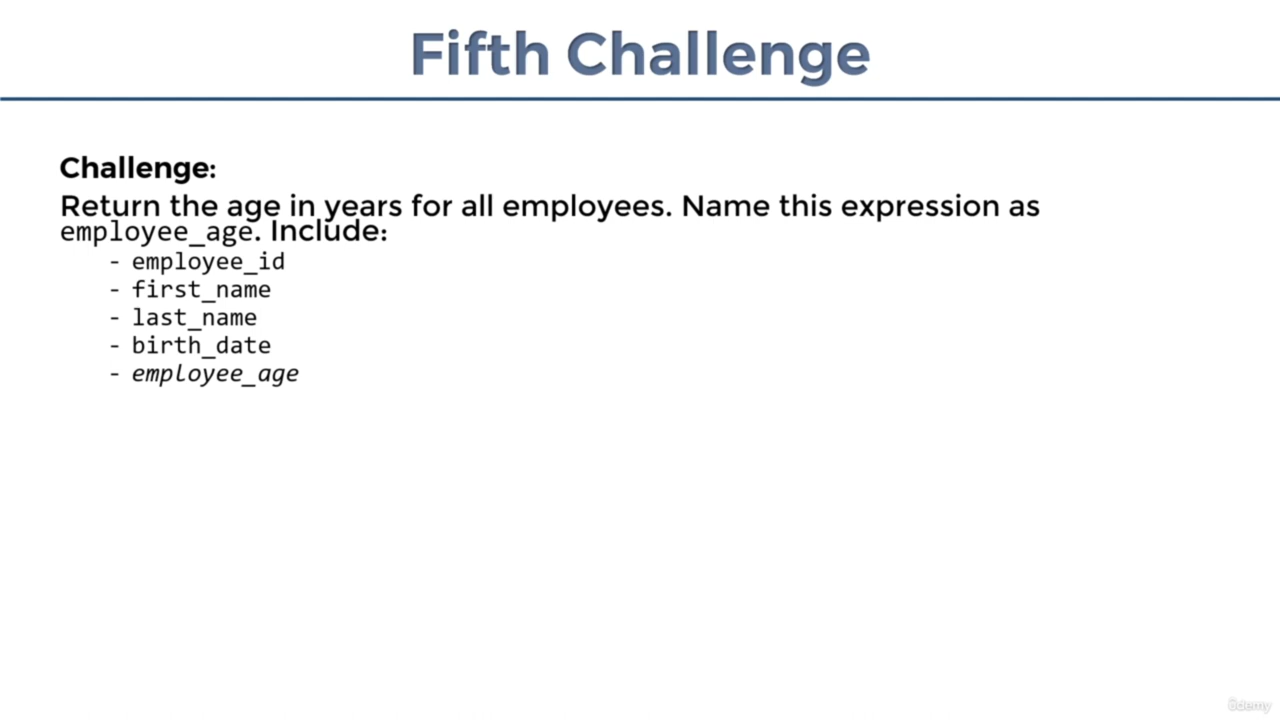 Fifth Challenge
Challenge:
Return the age in years for all employees. Name this expression as
employee_age. Include:
- employee_id
- first_name
- last_name
- birth_date
- employee_age
ûdemy